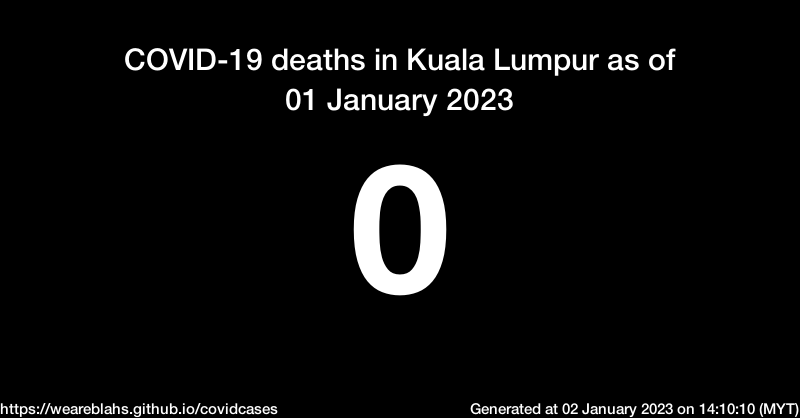 COVID-19 deaths in Kuala Lumpur as of
01 January 2023
0
https://weareblahs.github.io/covidcases
Generated at 02 January 2023 on 14:10:10 (MYT)